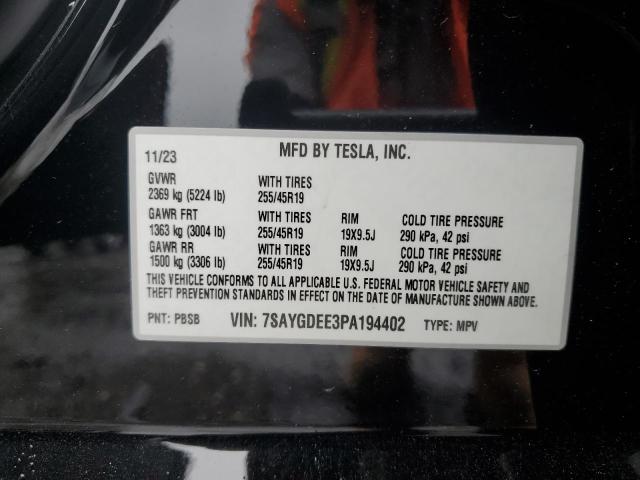 11/23 MFD BY TESLA, INC.
GVWR WITH TIRES
2369 kg (5224 lb) 255/45R19
GAWR FRT WITH TIRES RIM COLD TIRE PRESSURE
1363 kg (3004 lb) 255/45R19 19X9.5J 290 kPa, 42 psi
GAWR RR WITH TIRES RIM COLD TIRE PRESSURE
1500 kg (3306 lb) 255/45R19 19X9.5J 290 kPa, 42 psi
THIS VEHICLE CONFORMS TO ALL APPLICABLE U.S. FEDERAL MOTOR VEHICLE SAFETY AND
THEFT PREVENTION STANDARDS IN EFFECT ON THE DATE OF MANUFACTURE SHOWN ABOVE.
PNT: PBSB VIN: 7SAYGDEE3PA194402 TYPE: MPV